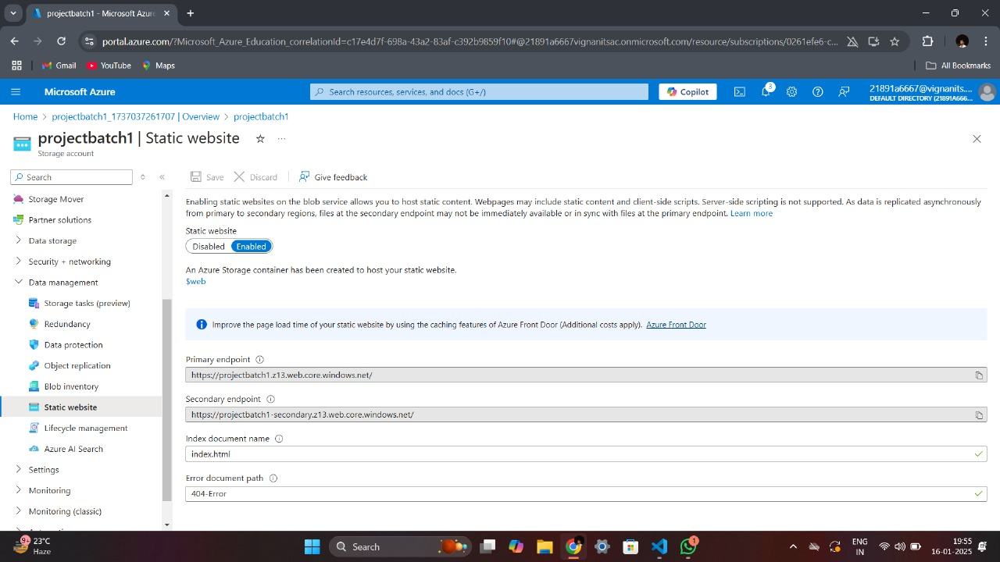 projectbatch1 - Microsoft Azure
portal.azure.com/?Microsoft_Azure_Education_correlationId=c17e4d7f-698a-43a2-83af-c392b9859f10#@21891a6667vignanitsac.onmicrosoft.com/resource/subscriptions/0261efe6-c...
Gmail
YouTube
Maps
All Bookmarks
Microsoft Azure
Search resources, services, and docs (G+/)
Copilot
3
21891a6667@vignanits....
DEFAULT DIRECTORY (21891A666...
Home > projectbatch1_1737037261707 | Overview > projectbatch1
projectbatch1 | Static website
Storage account
Search
Save
Discard
Give feedback
Storage Mover
Partner solutions
Data storage
Security + networking
Data management
Storage tasks (preview)
Redundancy
Data protection
Object replication
Blob inventory
Static website
Lifecycle management
Azure AI Search
Settings
Monitoring
Monitoring (classic)
Enabling static websites on the blob service allows you to host static content. Webpages may include static content and client-side scripts. Server-side scripting is not supported. As data is replicated asynchronously
from primary to secondary regions, files at the secondary endpoint may not be immediately available or in sync with files at the primary endpoint. Learn more
Static website
Disabled
Enabled
An Azure Storage container has been created to host your static website.
$web
Improve the page load time of your static website by using the caching features of Azure Front Door (Additional costs apply). Azure Front Door
Primary endpoint
https://projectbatch1.z13.web.core.windows.net/
Secondary endpoint
https://projectbatch1-secondary.z13.web.core.windows.net/
Index document name
index.html
Error document path
404-Error
9+
23°C
Haze
Search
1
ENG
IN
19:55
16-01-2025